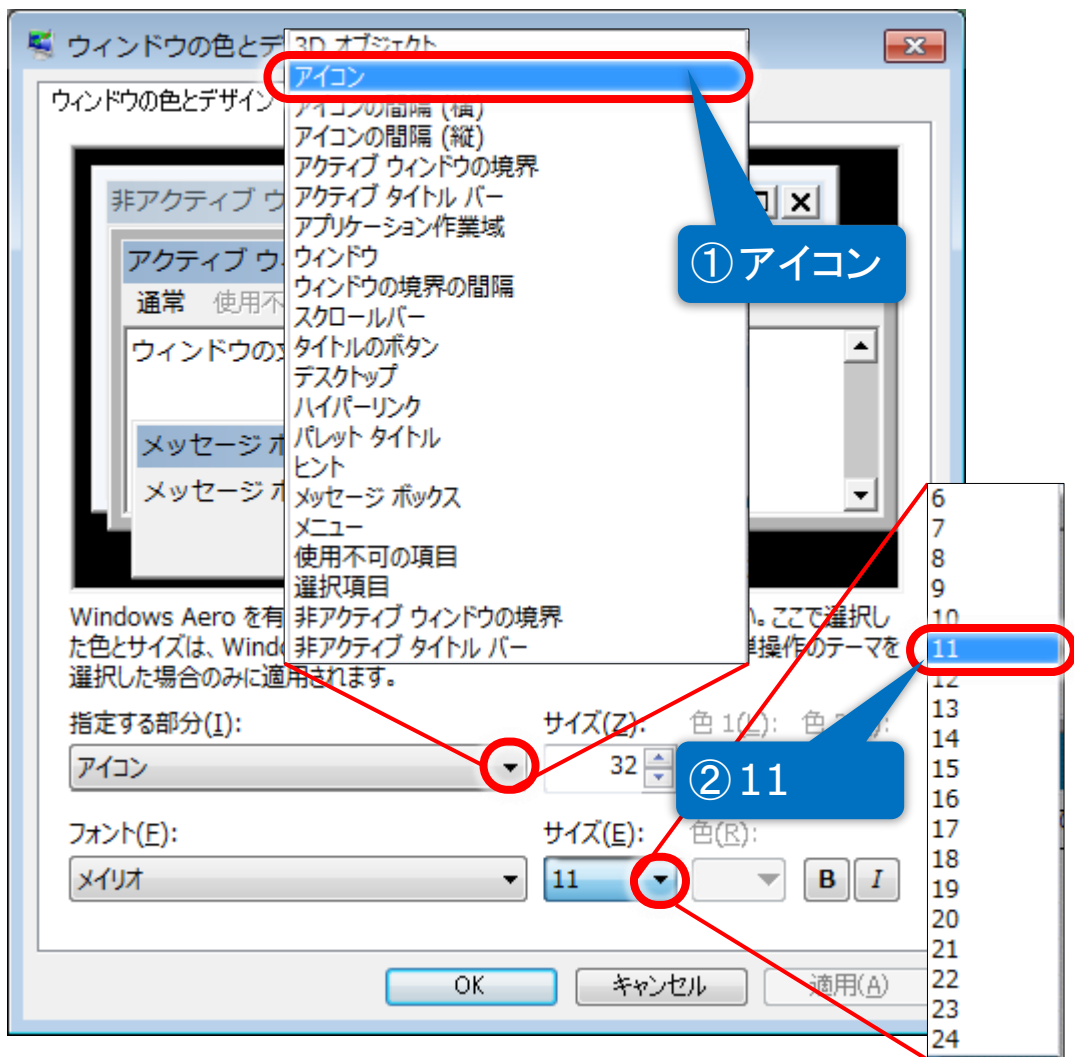 ウィンドウの色とデ
3D オブジェクト
アイコン
アイコンの間隔 (横)
アイコンの間隔 (縦)
アクティブ ウィンドウの境界
アクティブ タイトル バー
アプリケーション作業域
ウィンドウ
ウィンドウの境界の間隔
スクロールバー
タイトルのボタン
デスクトップ
ハイパーリンク
パレット タイトル
ヒント
メッセージ ボックス
メニュー
使用不可の項目
選択項目
非アクティブ ウィンドウの境界
非アクティブ タイトル バー
ウィンドウの色とデザイン
①アイコン
非アクティブ ウ
アクティブ ウ
通常 使用不
ウィンドウの
メッセージ
メッセージ
Windows Aero を有 い。ここで選択し
た色とサイズは、Windo 単操作のテーマを
選択した場合のみに適用されます。
指定する部分(I): サイズ(Z): 色 1(L): 色
アイコン 32
フォント(F): サイズ(E): 色(R):
メイリオ 11 B I
②11
OK キャンセル 適用(A)
6
7
8
9
10
11
12
13
14
15
16
17
18
19
20
21
22
23
24